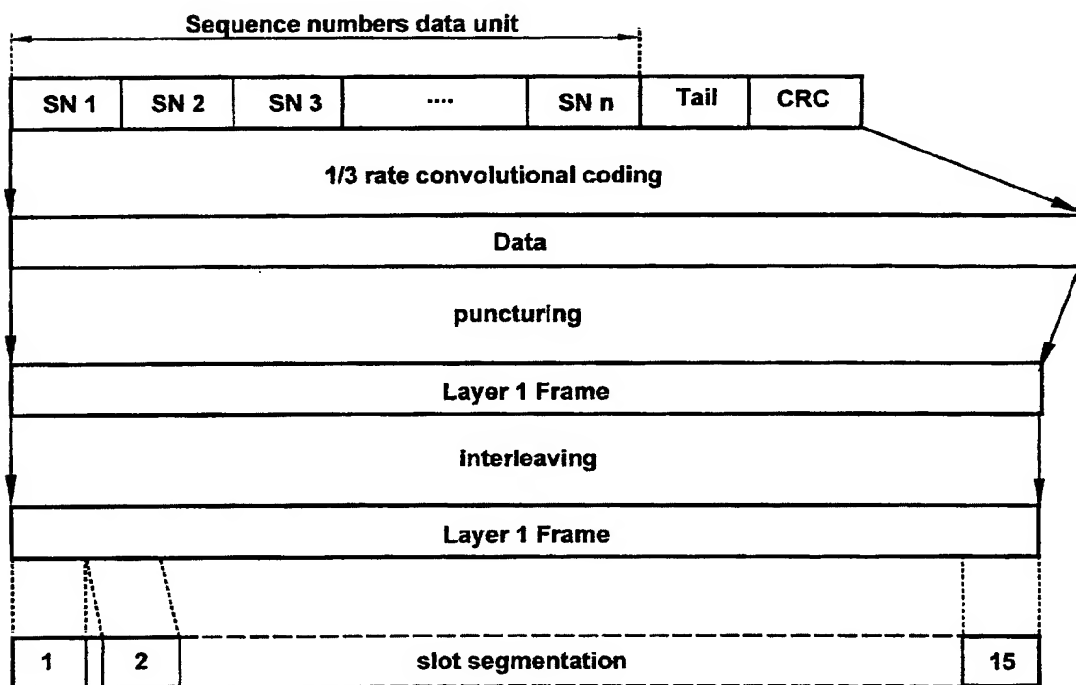 Sequence numbers data unit
SN 1 SN 2 SN 3 .... SN n Tail CRC
1/3 rate convolutional coding
Data
puncturing
Layer 1 Frame
interleaving
Layer 1 Frame
1 2 slot segmentation 15